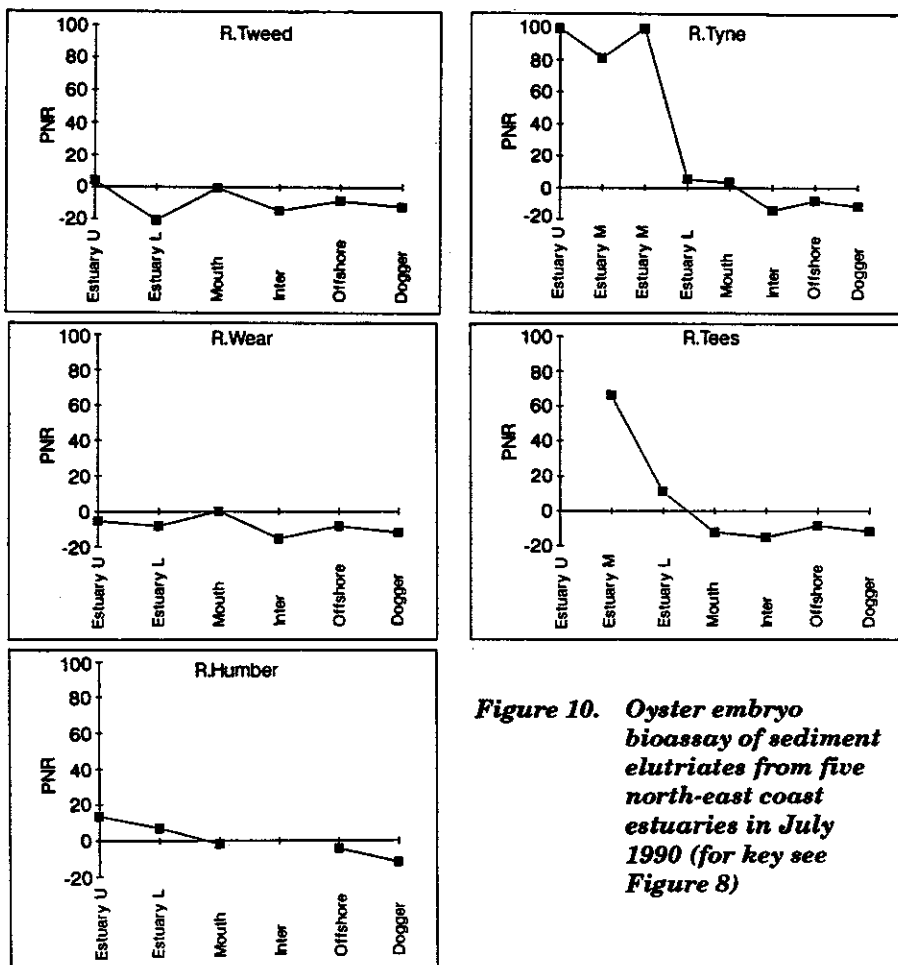 R.Tweed
PNR
100
80
60
40
20
0
-20
Estuary U
Estuary L
Mouth
Inter
Offshore
Dogger
R.Tyne
PNR
100
80
60
40
20
0
-20
Estuary U
Estuary M
Estuary M
Estuary L
Mouth
Inter
Offshore
Dogger
R.Wear
PNR
100
80
60
40
20
0
-20
Estuary U
Estuary L
Mouth
Inter
Offshore
Dogger
R.Tees
PNR
100
80
60
40
20
0
-20
Estuary U
Estuary M
Estuary L
Mouth
Inter
Offshore
Dogger
R.Humber
PNR
100
80
60
40
20
0
-20
Estuary U
Estuary L
Mouth
Inter
Offshore
Dogger
Figure 10. Oyster embryo
bioassay of sediment
elutriates from five
north-east coast
estuaries in July
1990 (for key see
Figure 8)